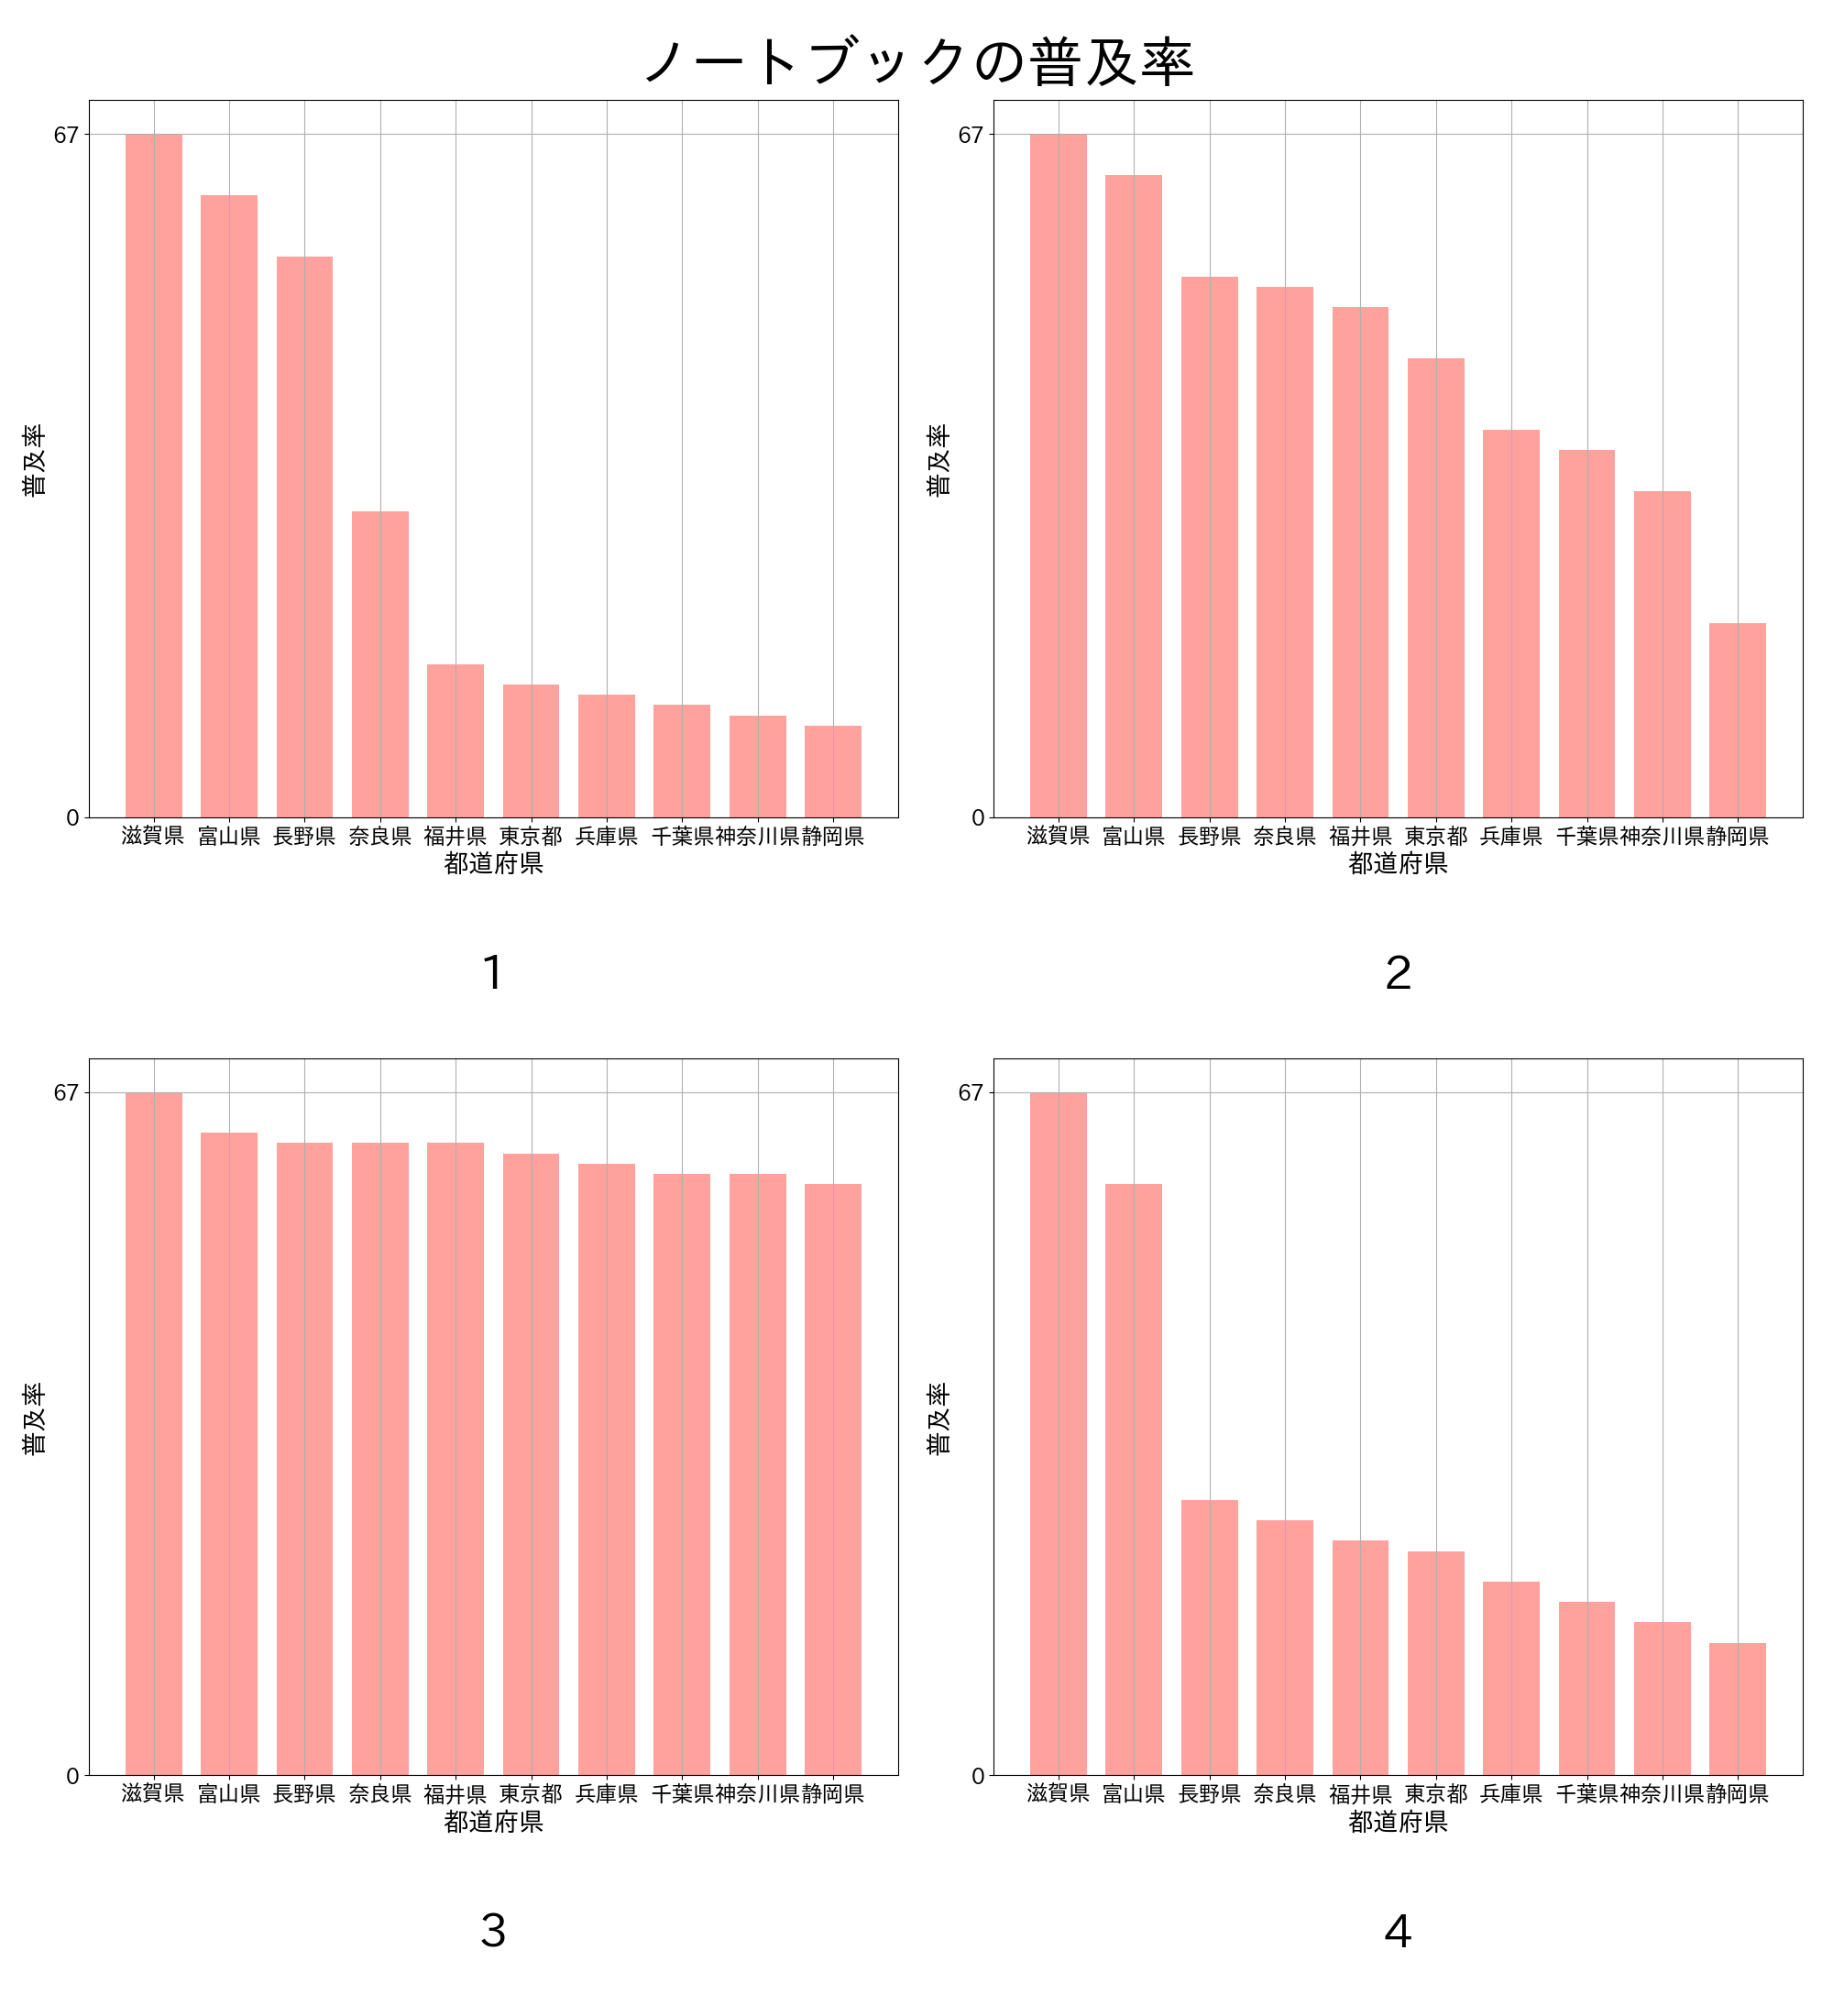 ノートブックの普及率
67
0
普及率
滋賀県 富山県 長野県 奈良県 福井県 東京都 兵庫県 千葉県 神奈川県 静岡県
都道府県
1
67
0
普及率
滋賀県 富山県 長野県 奈良県 福井県 東京都 兵庫県 千葉県 神奈川県 静岡県
都道府県
2
67
0
普及率
滋賀県 富山県 長野県 奈良県 福井県 東京都 兵庫県 千葉県 神奈川県 静岡県
都道府県
3
67
0
普及率
滋賀県 富山県 長野県 奈良県 福井県 東京都 兵庫県 千葉県 神奈川県 静岡県
都道府県
4